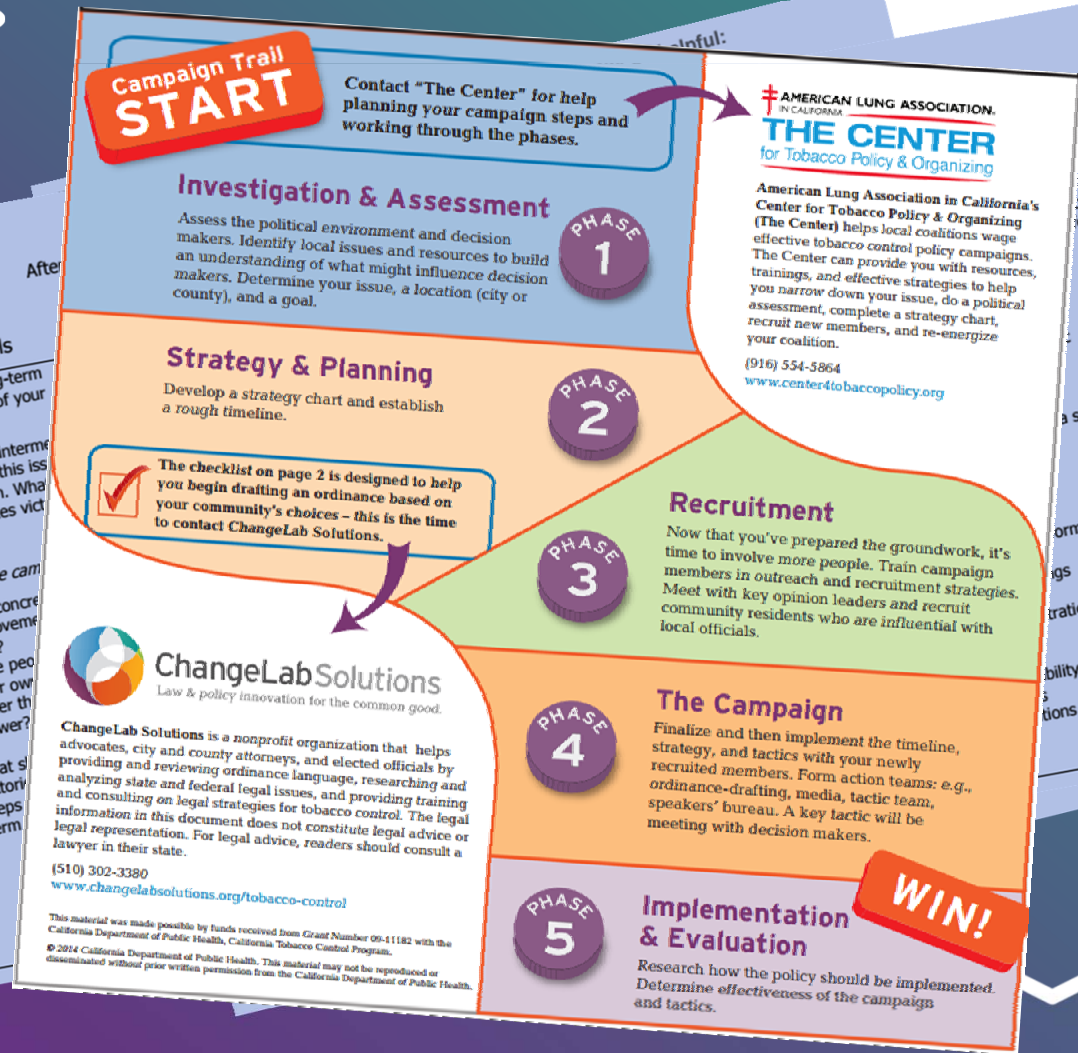 elpful:
Campaign Trail
START
Contact "The Center" for help
planning your campaign steps and
working through the phases.
AMERICAN LUNG ASSOCIATION®
IN CALIFORNIA
THE CENTER
for Tobacco Policy & Organizing
American Lung Association in California's
Center for Tobacco Policy & Organizing
(The Center) helps local coalitions wage
effective tobacco control policy campaigns.
The Center can provide you with resources,
trainings, and effective strategies to help
you narrow down your issue, do a political
assessment, complete a strategy chart,
recruit new members, and re-energize
your coalition.
(916) 554-5864
www.center4tobaccopolicy.org
Investigation & Assessment
Assess the political environment and decision
makers. Identify local issues and resources to build
an understanding of what might influence decision
makers. Determine your issue, a location (city or
county), and a goal.
PHASE
1
Strategy & Planning
Develop a strategy chart and establish
a rough timeline.
PHASE
2
The checklist on page 2 is designed to help
you begin drafting an ordinance based on
your community's choices – this is the time
to contact ChangeLab Solutions.
Recruitment
Now that you've prepared the groundwork, it's
time to involve more people. Train campaign
members in outreach and recruitment strategies.
Meet with key opinion leaders and recruit
community residents who are influential with
local officials.
PHASE
3
ChangeLabSolutions
Law & policy innovation for the common good.
ChangeLab Solutions is a nonprofit organization that helps
advocates, city and county attorneys, and elected officials by
providing and reviewing ordinance language, researching and
analyzing state and federal legal issues, and providing training
and consulting on legal strategies for tobacco control. The legal
information in this document does not constitute legal advice or
legal representation. For legal advice, readers should consult a
lawyer in their state.
(510) 302-3380
www.changelabsolutions.org/tobacco-control
This material was made possible by funds received from Grant Number 09-11182 with the
California Department of Public Health, California Tobacco Control Program.
© 2014 California Department of Public Health. This material may not be reproduced or
disseminated without prior written permission from the California Department of Public Health.
PHASE
4
The Campaign
Finalize and then implement the timeline,
strategy, and tactics with your newly
recruited members. Form action teams: e.g.,
ordinance-drafting, media, tactic team,
speakers' bureau. A key tactic will be
meeting with decision makers.
WIN!
PHASE
5
Implementation
& Evaluation
Research how the policy should be implemented.
Determine effectiveness of the campaign
and tactics.
After
-term
of your
interme
this iss
e cam
concre
oveme